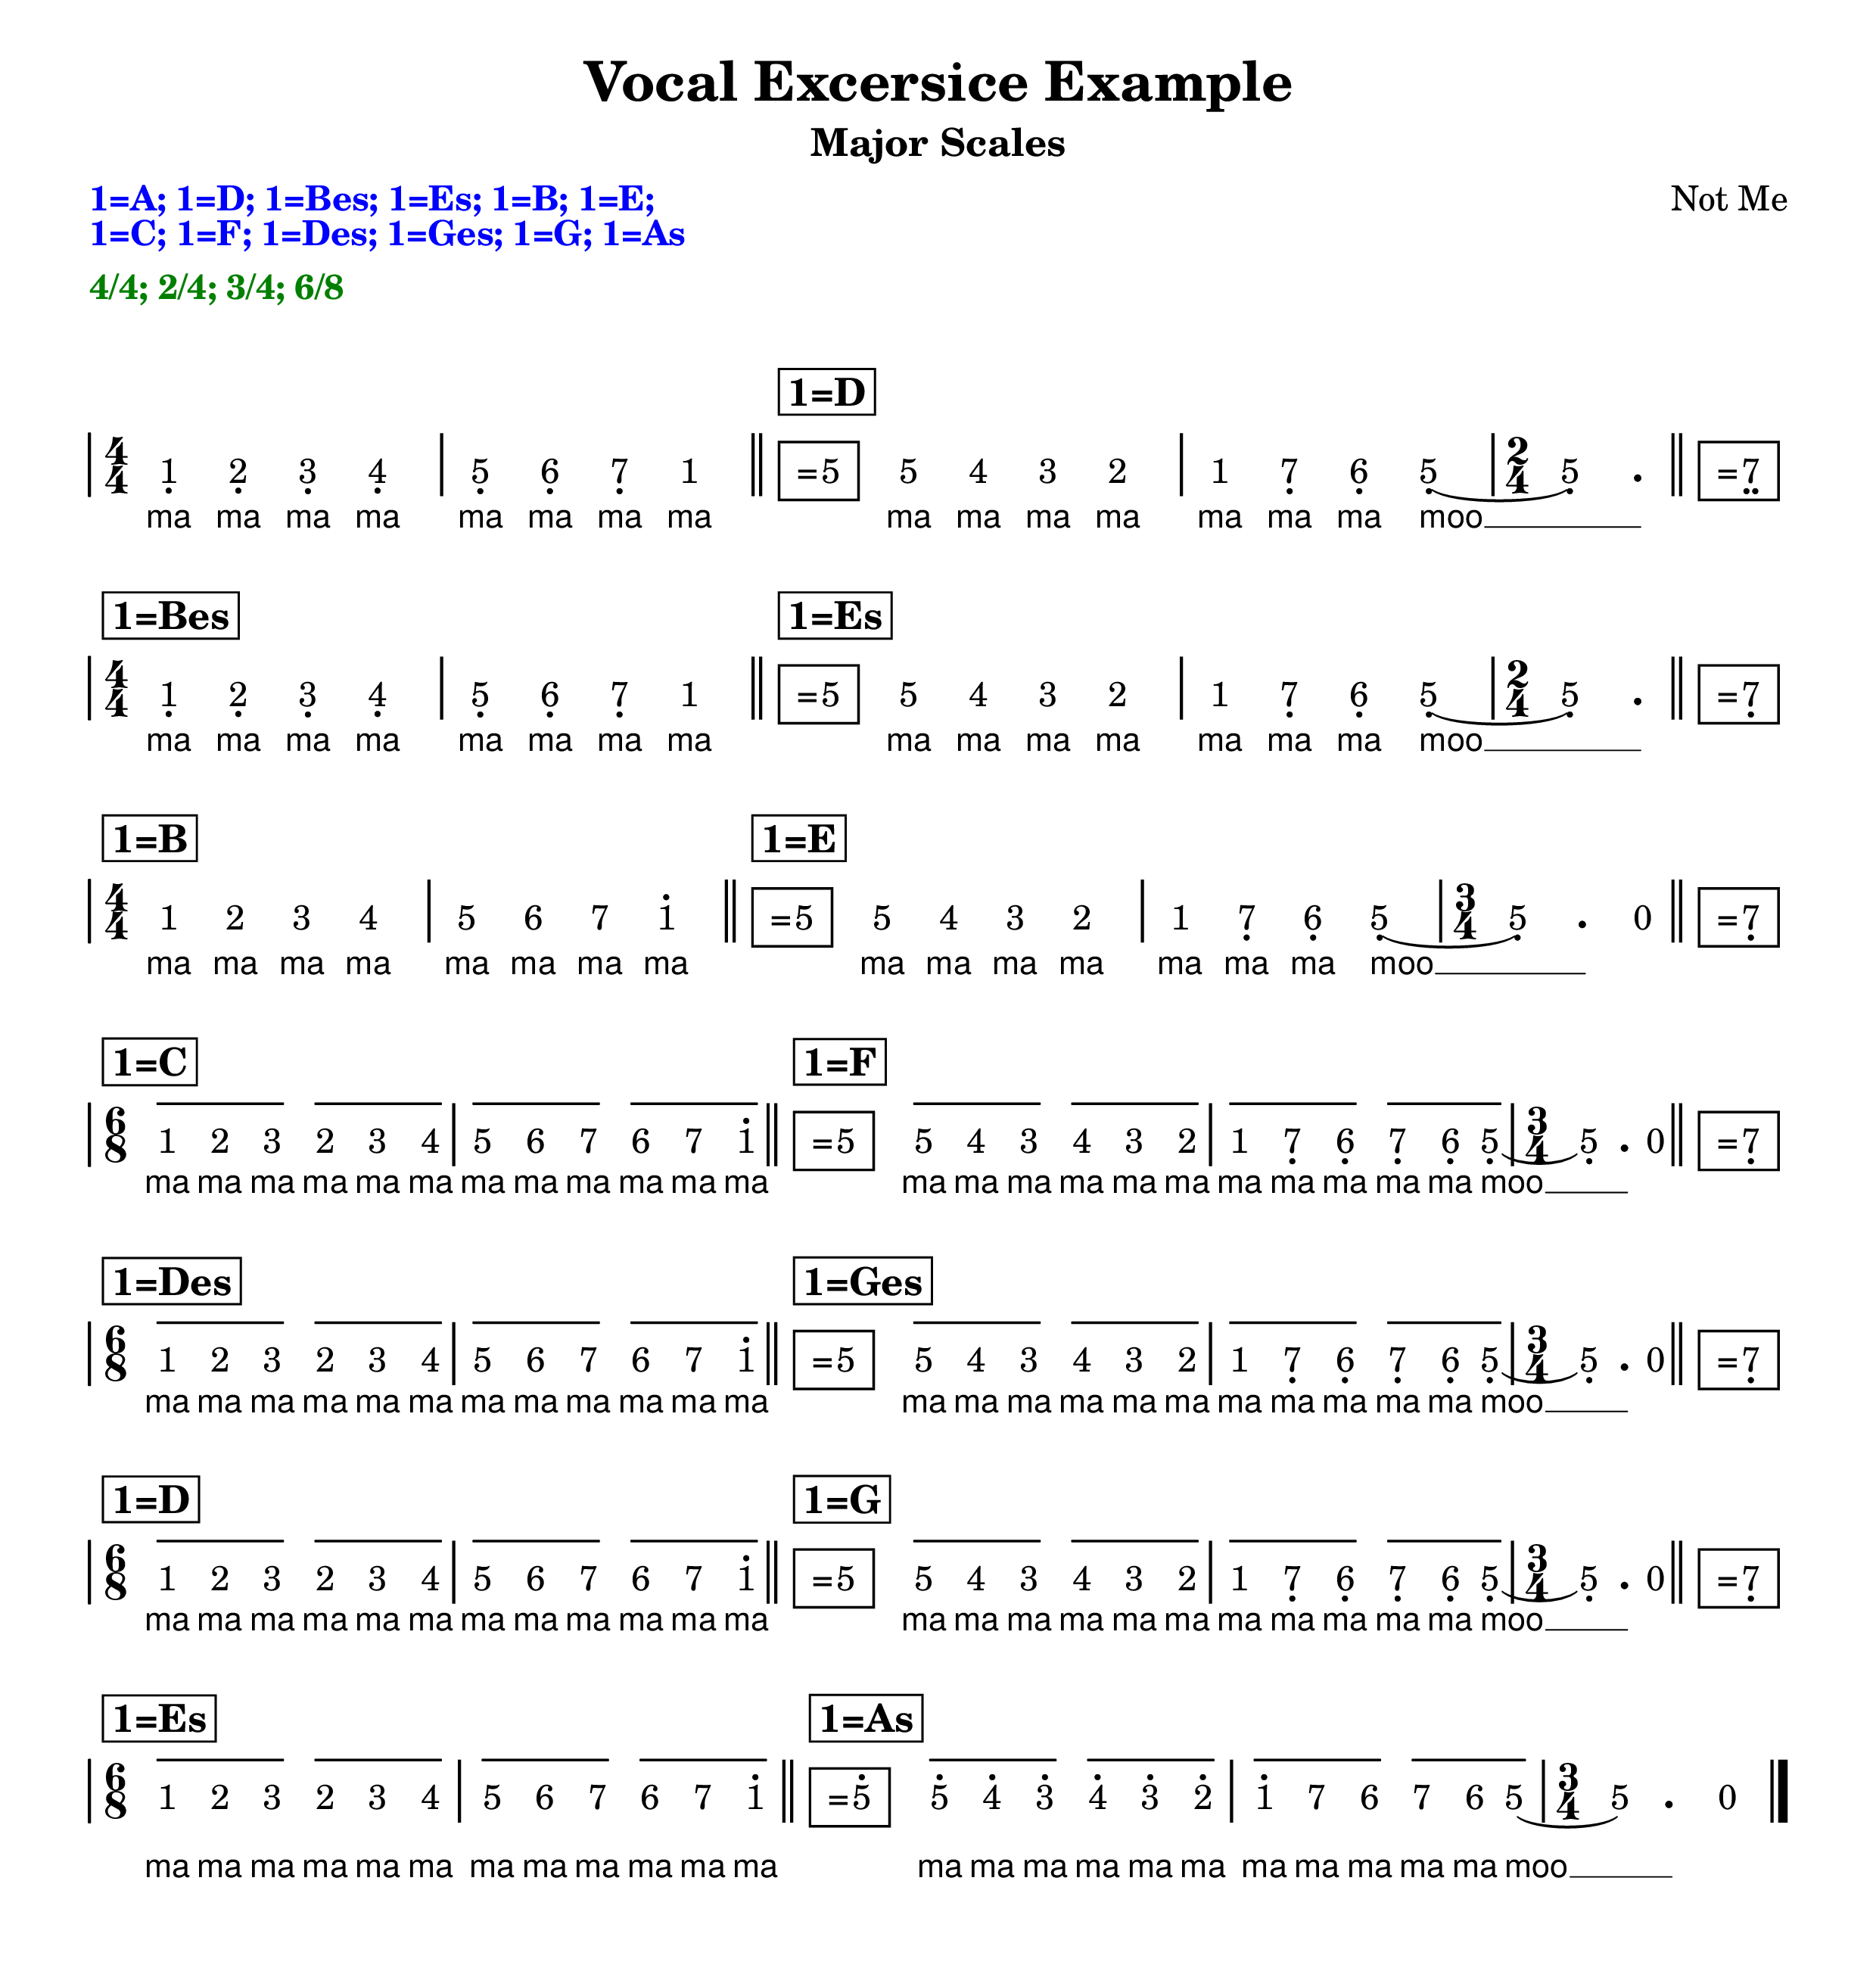 Vocal Excersice Example
Major Scales
1=A; 1=D; 1=Bes; 1=Es; 1=B; 1=E;
Not Me
1=C; 1=F; 1=Des; 1=Ges; 1=G; 1=As
4/4; 2/4; 3/4; 6/8
1=D
4/4 1̣ 2̣ 3̣ 4̣ | 5̣ 6̣ 7̣ 1 || =5 5 4 3 2 | 1 7̣ 6̣ 5̣ | 2/4 5̣ . || =7̤
ma ma ma ma ma ma ma ma ma ma ma ma ma ma ma moo
1=Bes 1=Es
4/4 1̣ 2̣ 3̣ 4̣ | 5̣ 6̣ 7̣ 1 || =5 5 4 3 2 | 1 7̣ 6̣ 5̣ | 2/4 5̣ . || =7̣
ma ma ma ma ma ma ma ma ma ma ma ma ma ma ma moo
1=B 1=E
4/4 1 2 3 4 | 5 6 7 1̇ || =5 5 4 3 2 | 1 7̣ 6̣ 5̣ | 3/4 5̣ . 0 || =7̣
ma ma ma ma ma ma ma ma ma ma ma ma ma ma ma moo
1=C 1=F
6/8 1 2 3 2 3 4 | 5 6 7 6 7 1̇ || =5 5 4 3 4 3 2 | 1 7̣ 6̣ 7̣ 6̣ 5̣ | 3/4 5̣ . 0 || =7̣
ma ma ma ma ma ma ma ma ma ma ma ma ma ma ma ma ma ma ma ma ma ma ma moo
1=Des 1=Ges
6/8 1 2 3 2 3 4 | 5 6 7 6 7 1̇ || =5 5 4 3 4 3 2 | 1 7̣ 6̣ 7̣ 6̣ 5̣ | 3/4 5̣ . 0 || =7̣
ma ma ma ma ma ma ma ma ma ma ma ma ma ma ma ma ma ma ma ma ma ma ma moo
1=D 1=G
6/8 1 2 3 2 3 4 | 5 6 7 6 7 1̇ || =5 5 4 3 4 3 2 | 1 7̣ 6̣ 7̣ 6̣ 5̣ | 3/4 5̣ . 0 || =7̣
ma ma ma ma ma ma ma ma ma ma ma ma ma ma ma ma ma ma ma ma ma ma ma moo
1=Es 1=As
6/8 1 2 3 2 3 4 | 5 6 7 6 7 1̇ || =5̇ 5̇ 4̇ 3̇ 4̇ 3̇ 2̇ | 1̇ 7 6 7 6 5 | 3/4 5 . 0
ma ma ma ma ma ma ma ma ma ma ma ma ma ma ma ma ma ma ma ma ma ma ma moo